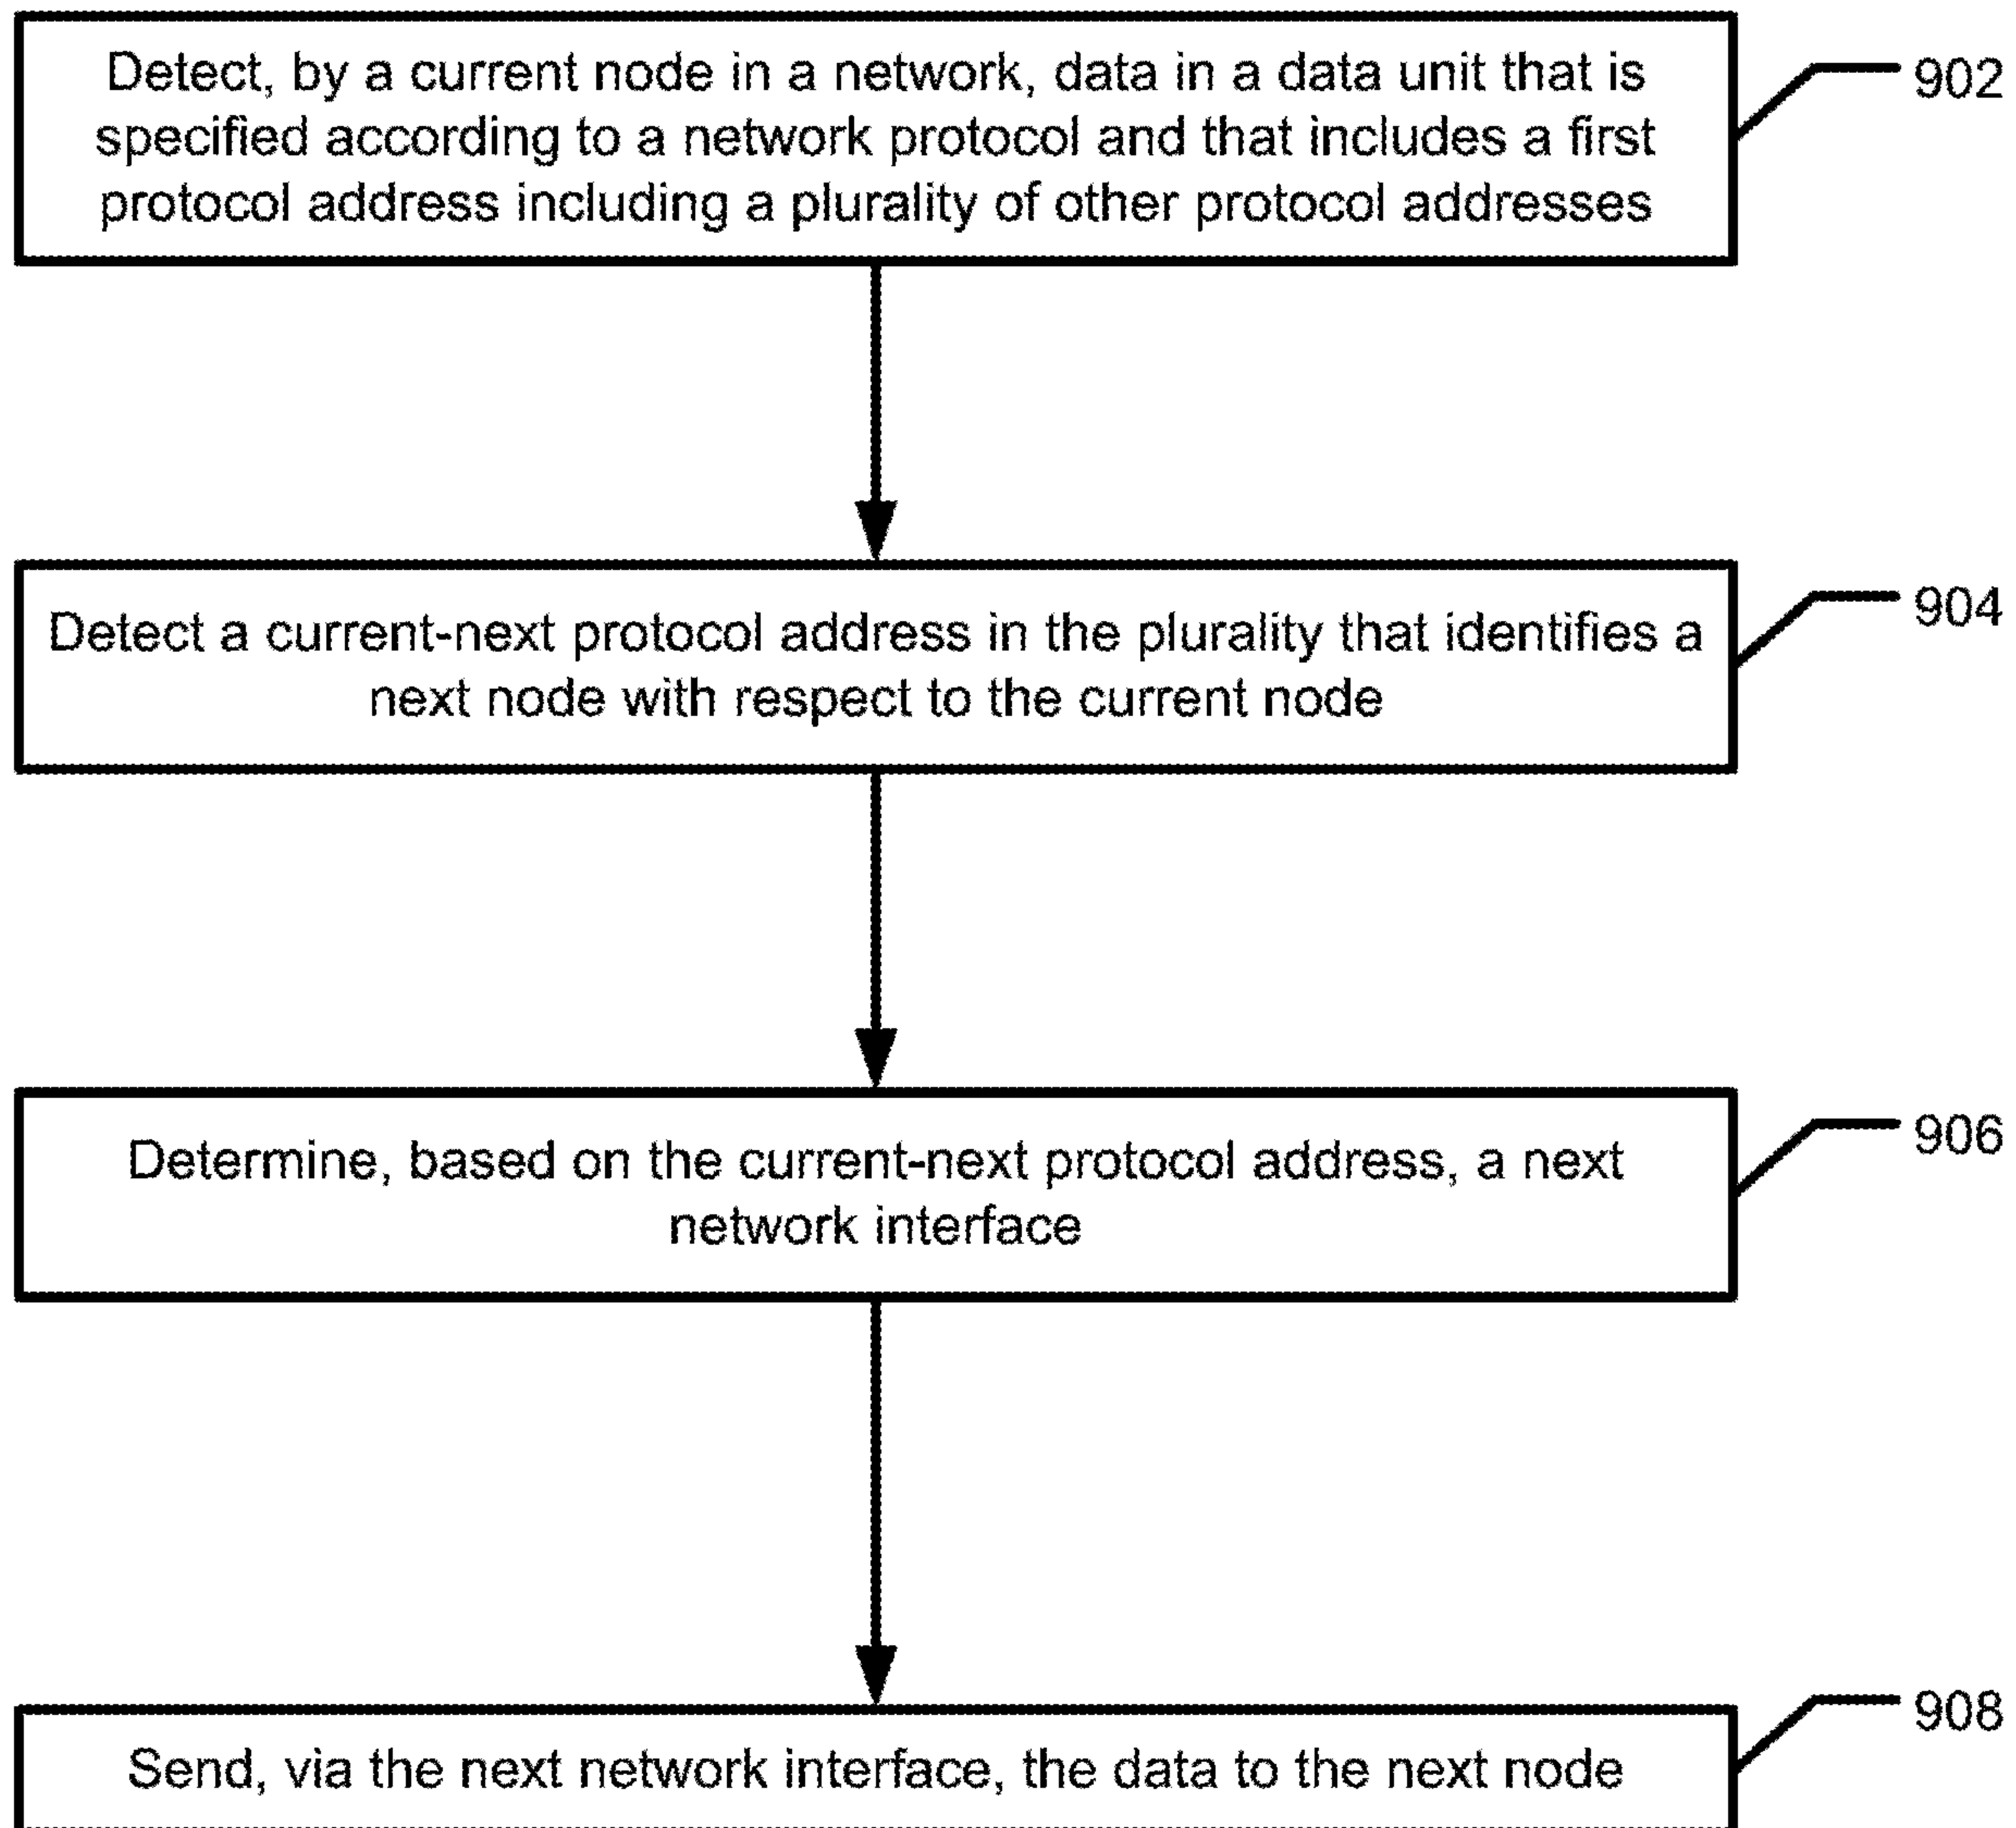 Detect, by a current node in a network, data in a data unit that is
902
specified according to a network protocol and that includes a first
protocol address including a plurality of other protocol addresses
904
Detect a current-next protocol address in the plurality that identifies a
next node with respect to the current node
906
Determine, based on the current-next protocol address, a next
network interface
908
Send, via the next network interface, the data to the next node